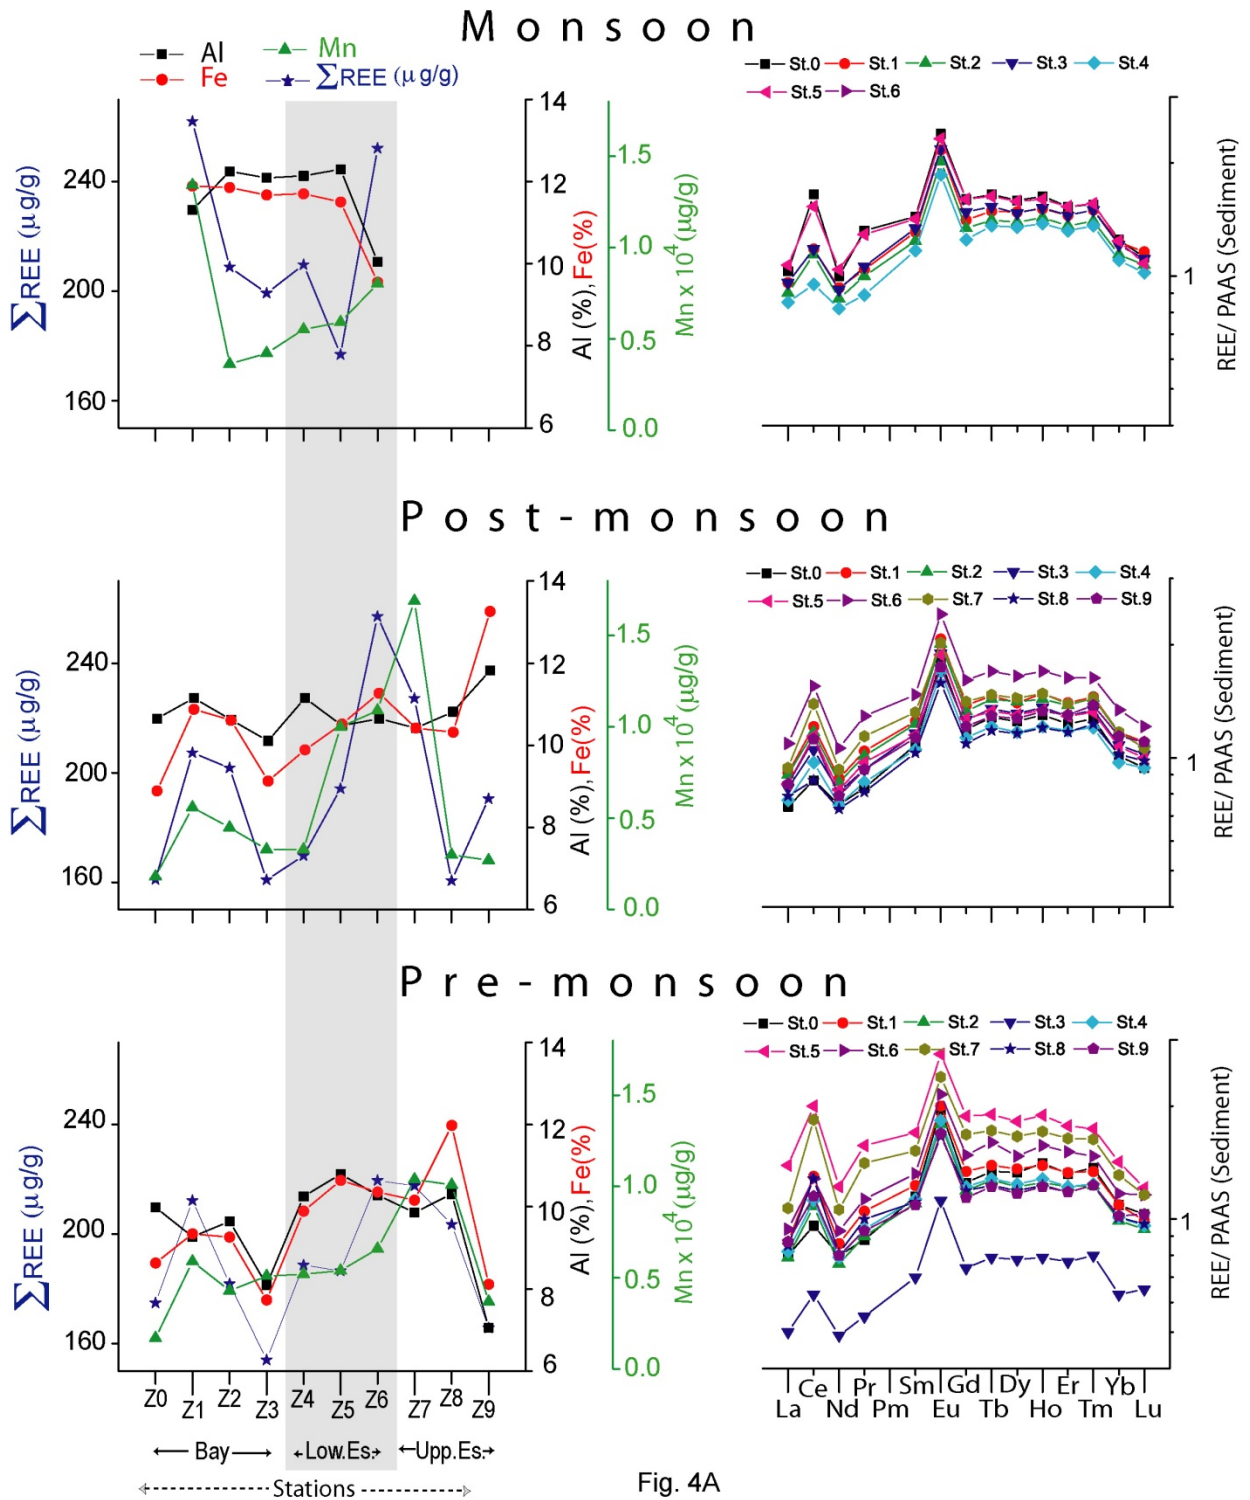 Monsoon
Al Mn
Fe ∑REE (µg/g)
St.0 St.1 St.2 St.3 St.4
St.5 St.6
∑REE (µg/g)
240
200
160
14
12
10
8
6
Al (%), Fe(%)
1.5
1.0
0.5
0.0
Mn x 10⁴ (µg/g)
1
REE/ PAAS (Sediment)
Post-monsoon
St.0 St.1 St.2 St.3 St.4
St.5 St.6 St.7 St.8 St.9
∑REE (µg/g)
240
200
160
14
12
10
8
6
Al (%), Fe(%)
1.5
1.0
0.5
0.0
Mn x 10⁴ (µg/g)
1
REE/ PAAS (Sediment)
Pre-monsoon
St.0 St.1 St.2 St.3 St.4
St.5 St.6 St.7 St.8 St.9
∑REE (µg/g)
240
200
160
14
12
10
8
6
Al (%), Fe(%)
1.5
1.0
0.5
0.0
Mn x 10⁴ (µg/g)
1
REE/ PAAS (Sediment)
Z0 Z1 Z2 Z3 Z4 Z5 Z6 Z7 Z8 Z9
La Ce Nd Pr Pm Sm Eu Gd Tb Dy Ho Er Tm Yb Lu
Bay Low.Es. Upp.Es.
Stations
Fig. 4A